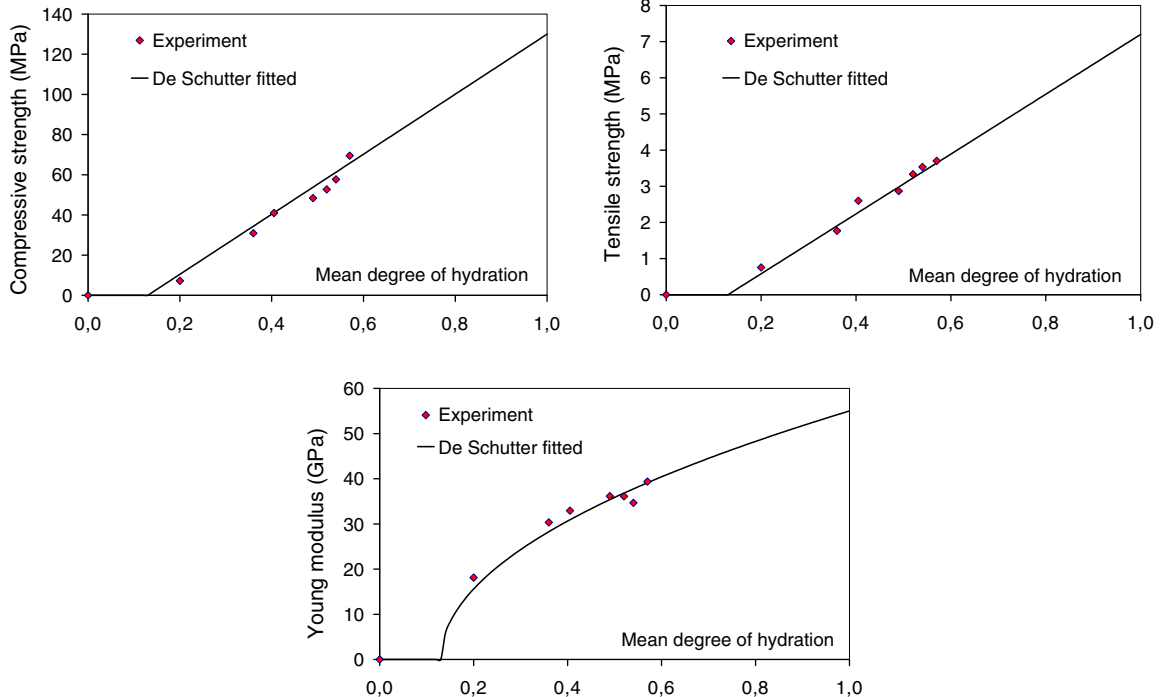 Compressive strength (MPa)
140
120
100
80
60
40
20
0
Experiment
De Schutter fitted
Mean degree of hydration
0,0 0,2 0,4 0,6 0,8 1,0
Tensile strength (MPa)
8
7
6
5
4
3
2
1
0
Experiment
De Schutter fitted
Mean degree of hydration
0,0 0,2 0,4 0,6 0,8 1,0
Young modulus (GPa)
60
50
40
30
20
10
0
Experiment
De Schutter fitted
Mean degree of hydration
0,0 0,2 0,4 0,6 0,8 1,0